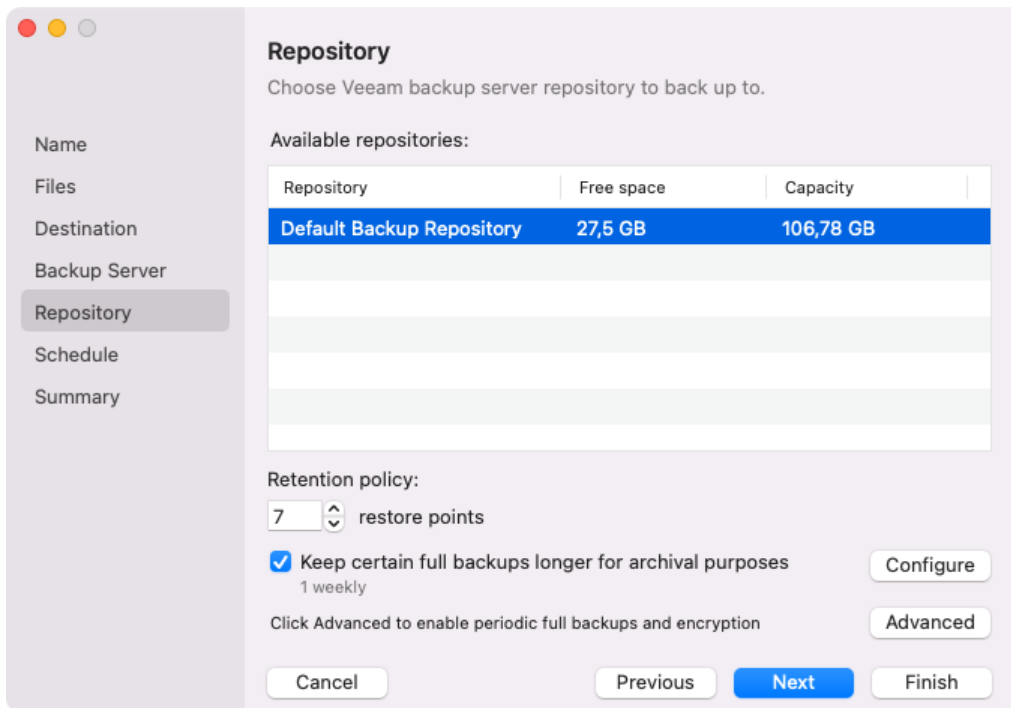 Repository
Choose Veeam backup server repository to back up to.
Name
Files
Destination
Backup Server
Repository
Schedule
Summary
Available repositories:
Repository Free space Capacity
Default Backup Repository 27,5 GB 106,78 GB
Retention policy:
7 restore points
Keep certain full backups longer for archival purposes Configure
1 weekly
Click Advanced to enable periodic full backups and encryption Advanced
Cancel Previous Next Finish